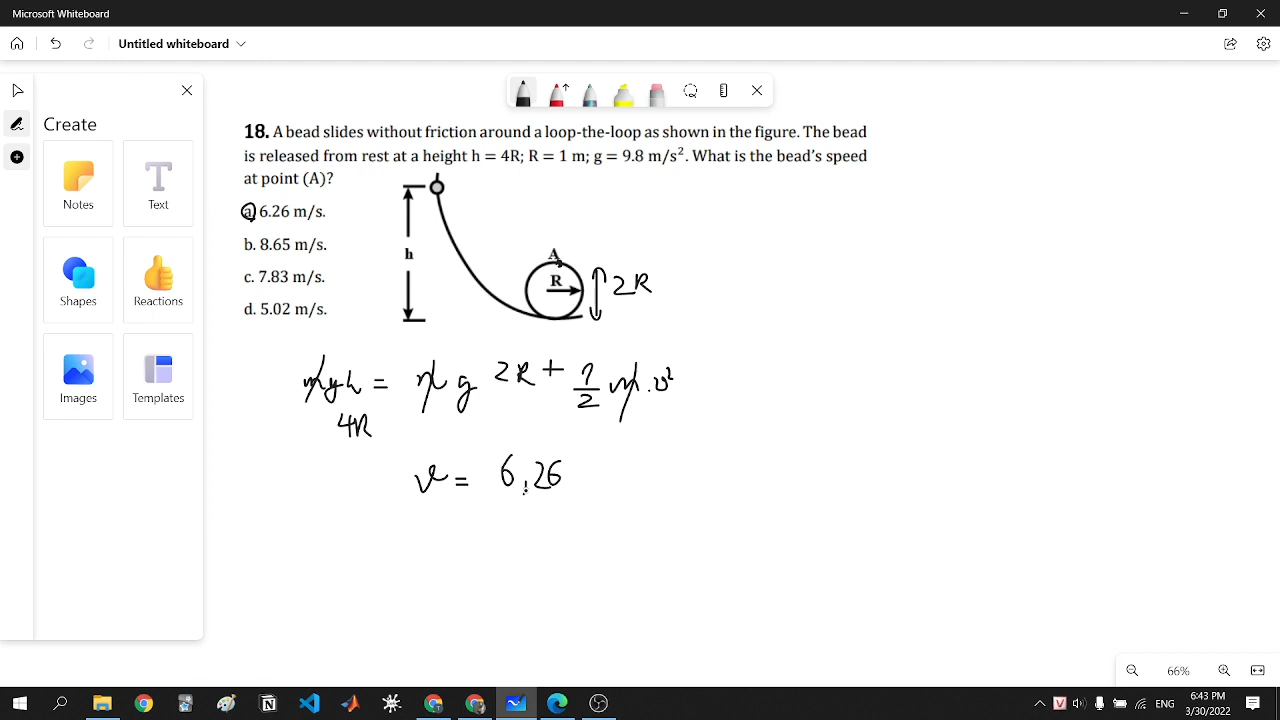 Microsoft Whiteboard
Untitled whiteboard
Create
Notes
Text
Shapes
Reactions
Images
Templates
18. A bead slides without friction around a loop-the-loop as shown in the figure. The bead
is released from rest at a height h = 4R; R = 1 m; g = 9.8 m/s². What is the bead's speed
at point (A)?
a. 6.26 m/s.
b. 8.65 m/s.
c. 7.83 m/s.
d. 5.02 m/s.
h
A
R
2R
mgh = mg 2R + 1/2 m.v²
4R
v = 6,26
66%
ENG
6:43 PM
3/30/2022